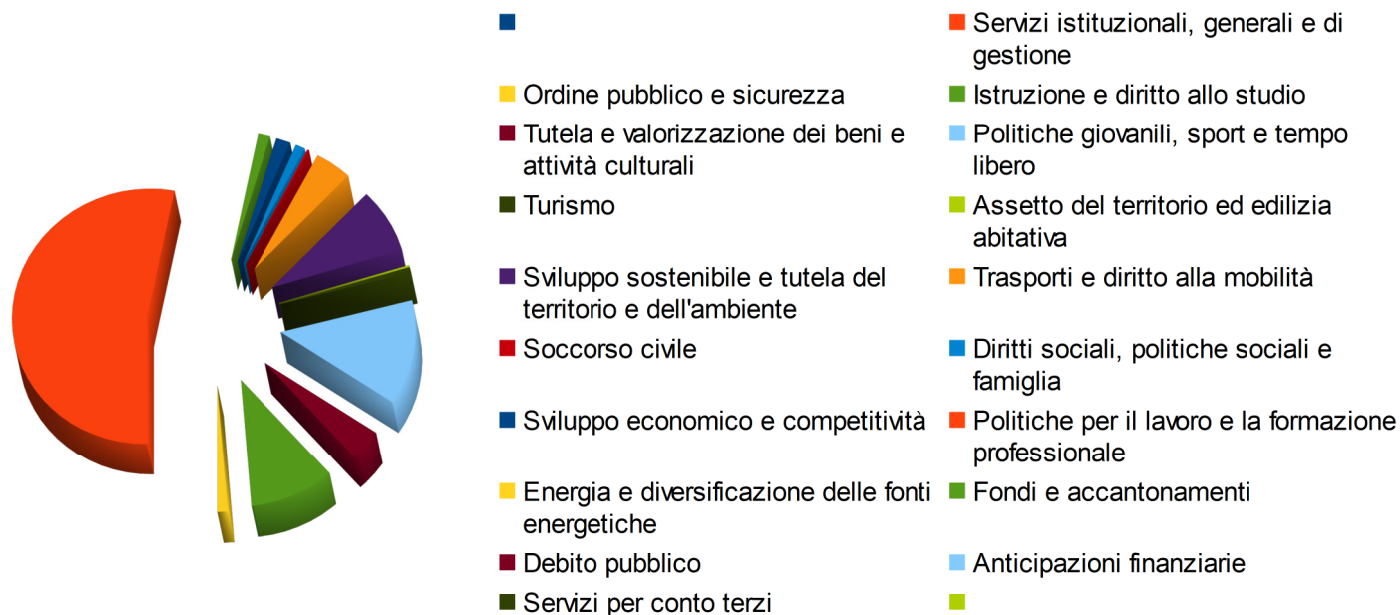 Servizi istituzionali, generali e di
gestione
Ordine pubblico e sicurezza
Istruzione e diritto allo studio
Tutela e valorizzazione dei beni e
attività culturali
Politiche giovanili, sport e tempo
libero
Turismo
Assetto del territorio ed edilizia
abitativa
Sviluppo sostenibile e tutela del
territorio e dell'ambiente
Trasporti e diritto alla mobilità
Soccorso civile
Diritti sociali, politiche sociali e
famiglia
Sviluppo economico e competitività
Politiche per il lavoro e la formazione
professionale
Energia e diversificazione delle fonti
energetiche
Fondi e accantonamenti
Debito pubblico
Anticipazioni finanziarie
Servizi per conto terzi